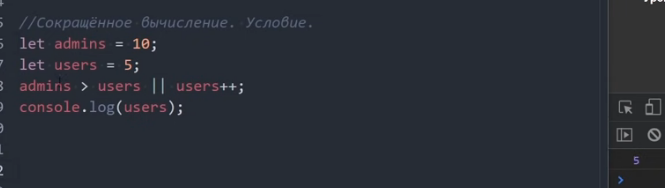 //Сокращённое вычисление. Условие.
let admins = 10;
let users = 5;
admins > users || users++;
console.log(users);
5